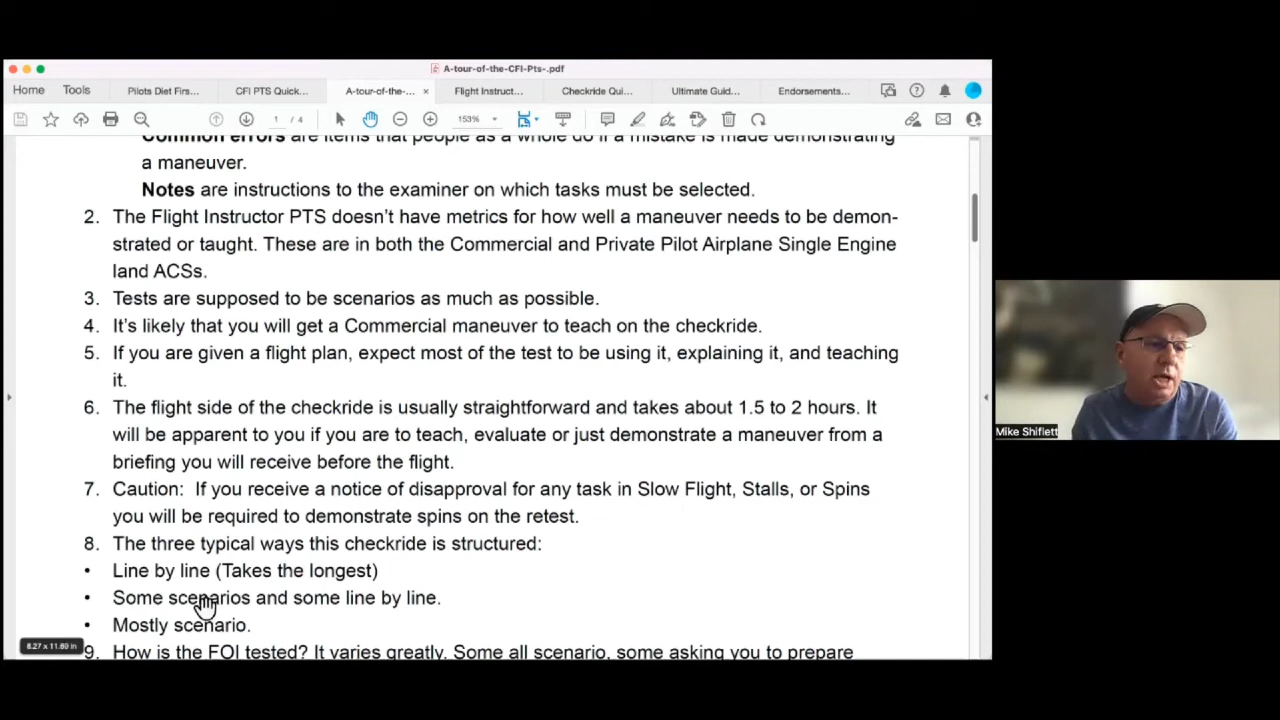 A-tour-of-the-CFI-Pts-.pdf
Home Tools Pilots Diet Firs... CFI PTS Quick... A-tour-of-the-... × Flight Instruct... Checkride Qui... Ultimate Guid... Endorsements...
1 / 4 153%
Common errors are items that people as a whole do if a mistake is made demonstrating
a maneuver.
Notes are instructions to the examiner on which tasks must be selected.
2. The Flight Instructor PTS doesn't have metrics for how well a maneuver needs to be demon-
strated or taught. These are in both the Commercial and Private Pilot Airplane Single Engine
land ACSs.
3. Tests are supposed to be scenarios as much as possible.
4. It's likely that you will get a Commercial maneuver to teach on the checkride.
5. If you are given a flight plan, expect most of the test to be using it, explaining it, and teaching
it.
6. The flight side of the checkride is usually straightforward and takes about 1.5 to 2 hours. It
will be apparent to you if you are to teach, evaluate or just demonstrate a maneuver from a
briefing you will receive before the flight.
7. Caution: If you receive a notice of disapproval for any task in Slow Flight, Stalls, or Spins
you will be required to demonstrate spins on the retest.
8. The three typical ways this checkride is structured:
• Line by line (Takes the longest)
• Some scenarios and some line by line.
• Mostly scenario.
9. How is the FOI tested? It varies greatly. Some all scenario, some asking you to prepare
8.27 x 11.69 in
Mike Shiflett